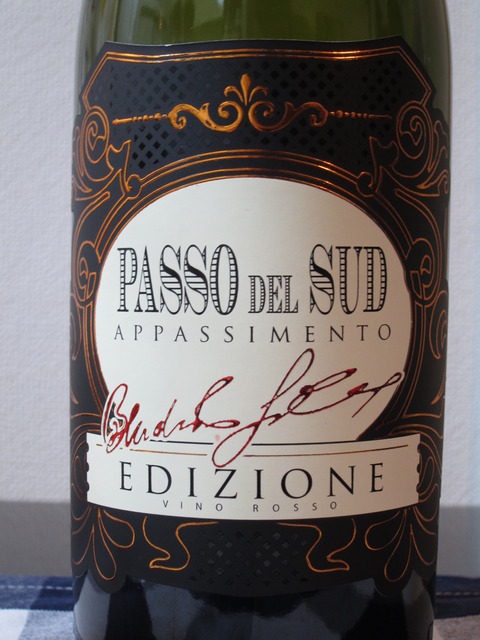 PASSO DEL SUD
APPASSIMENTO
EDIZIONE
VINO ROSSO